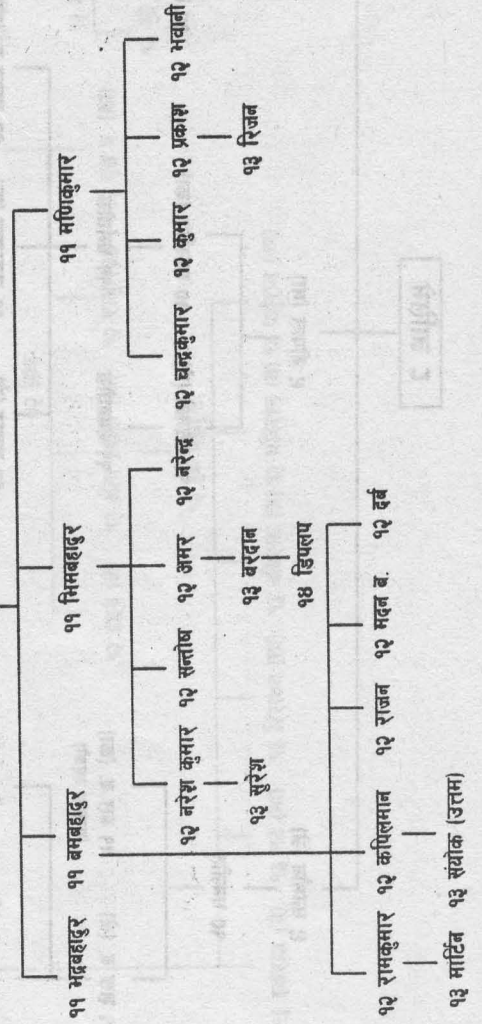 ११ भद्रबहादुर ११ बमबहादुर ११ भिमबहादुर ११ मणिकुमार
१२ नरेश कुमार १२ सन्तोष १२ अमर १२ नरेन्द्र १२ चन्द्रकुमार १२ कुमार १२ प्रकाश १२ भवानी
१३ सुरेश १३ बरदान १३ रिजन
१४ डिपलप
१२ रामकुमार १२ कपिलमान १२ राजन १२ मदन ब. १२ दर्ब
१३ मार्टिन १३ संयोक (उत्तम)